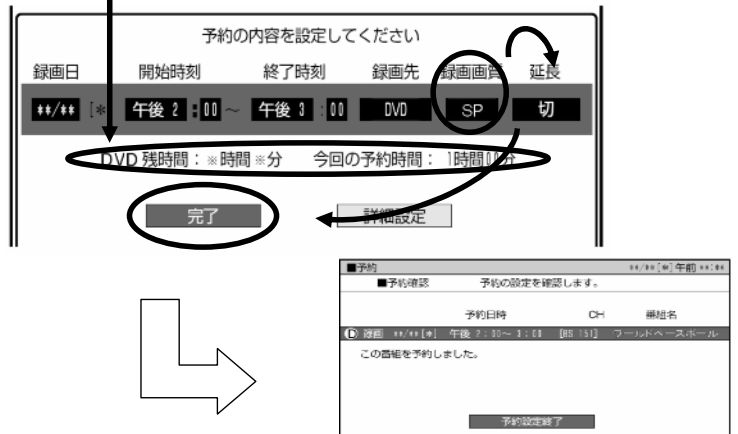 予約の内容を設定してください
録画日 開始時刻 終了時刻 録画先 録画画質 延長
**/** [* 午後 2:00～ 午後 3:00 DVD SP 切
DVD 残時間：※時間※分 今回の予約時間： 1時間00分
完了 詳細設定
■予約 **/**[*]午前 **:**
■予約確認 予約の設定を確認します。
予約日時 CH 番組名
D 録画 **/**[*] 午後 2:00～ 3:00 [BS 151] ワールドベースボール
この番組を予約しました。
予約設定終了